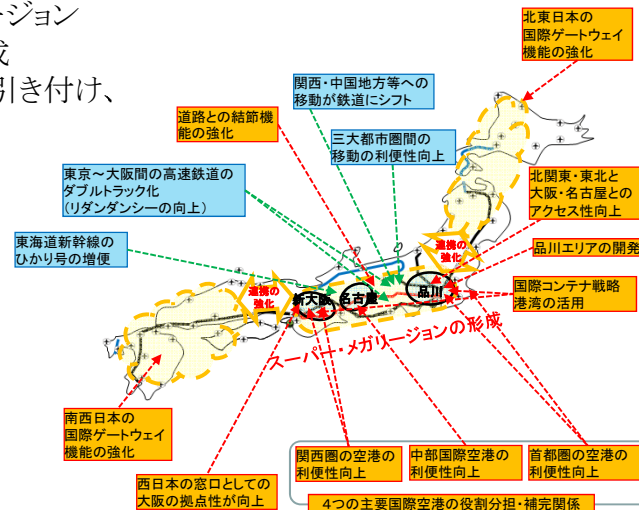 ージョン
成
引き付け、
北東日本の
国際ゲートウェイ
機能の強化
関西・中国地方等への
移動が鉄道にシフト
道路との結節機
能の強化
三大都市圏間の
移動の利便性向上
東京～大阪間の高速鉄道の
ダブルトラック化
(リダンダンシーの向上)
北関東・東北と
大阪・名古屋との
アクセス性向上
東海道新幹線の
ひかり号の増便
連携の
強化
品川エリアの開発
連携の
強化
新大阪
名古屋
品川
国際コンテナ戦略
港湾の活用
スーパー・メガリージョンの形成
南西日本の
国際ゲートウェイ
機能の強化
関西圏の空港の
利便性向上
中部国際空港の
利便性向上
首都圏の空港の
利便性向上
西日本の窓口としての
大阪の拠点性が向上
4つの主要国際空港の役割分担・補完関係